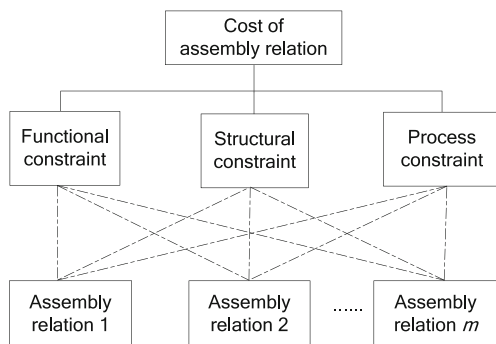 Cost of
assembly relation
Functional
constraint
Structural
constraint
Process
constraint
Assembly
relation 1
Assembly
relation 2
......
Assembly
relation m